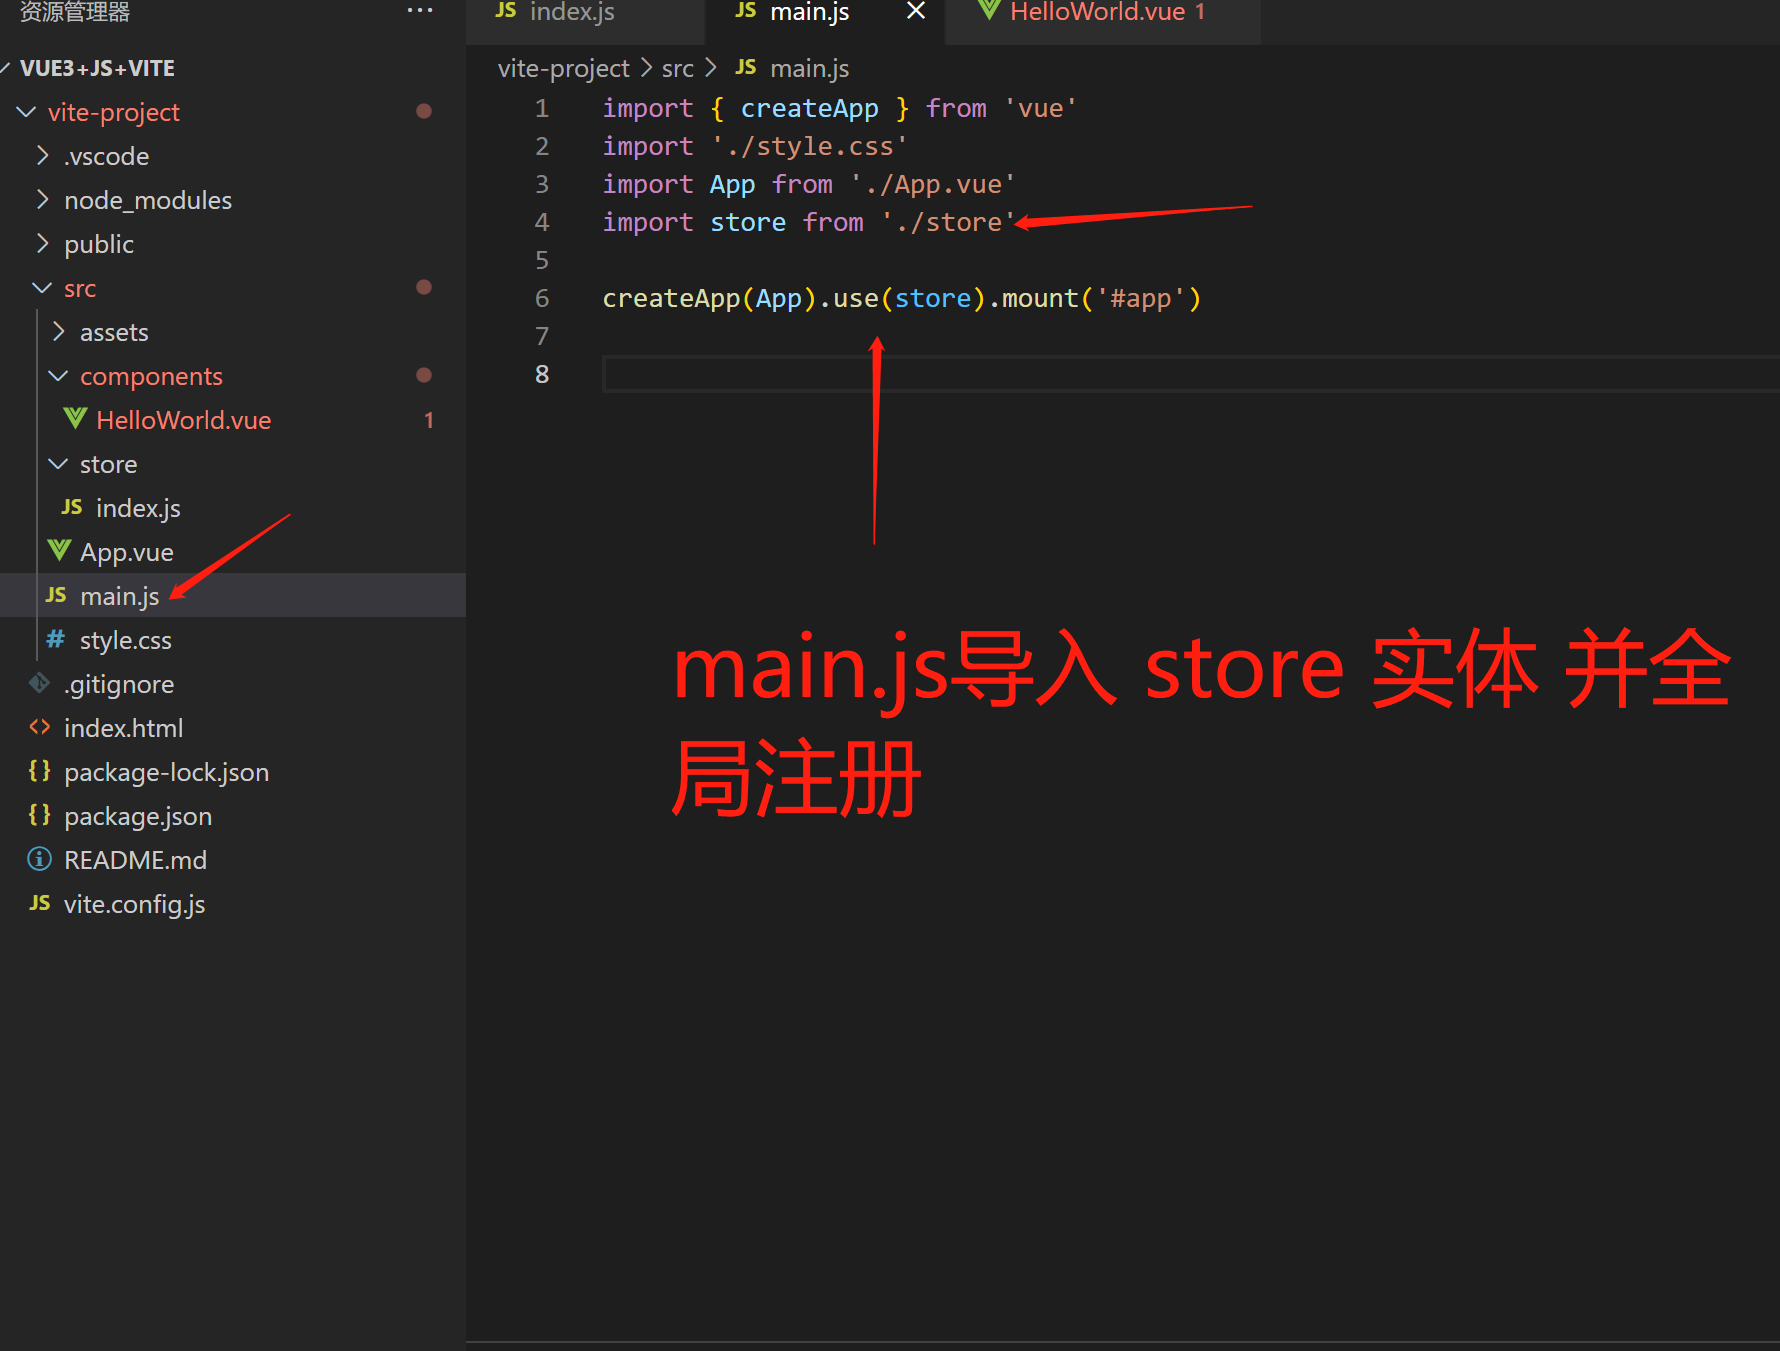 资源管理器 ···
VUE3+JS+VITE
vite-project
.vscode
node_modules
public
src
assets
components
HelloWorld.vue 1
store
JS index.js
App.vue
JS main.js
# style.css
.gitignore
<> index.html
{} package-lock.json
{} package.json
README.md
JS vite.config.js
JS index.js
JS main.js ×
HelloWorld.vue 1
vite-project > src > JS main.js
1 import { createApp } from 'vue'
2 import './style.css'
3 import App from './App.vue'
4 import store from './store'
5
6 createApp(App).use(store).mount('#app')
7
8
main.js导入 store 实体 并全
局注册